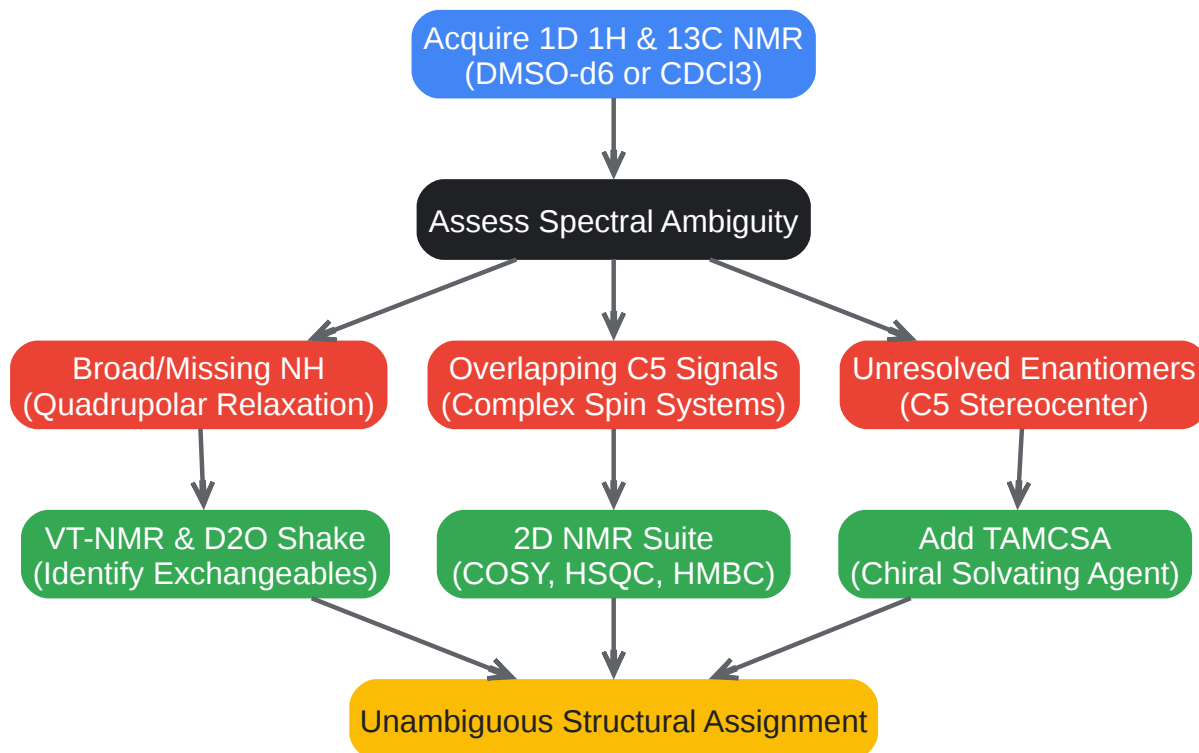 Acquire 1D 1H & 13C NMR
(DMSO-d6 or CDCl3)
Assess Spectral Ambiguity
Broad/Missing NH
(Quadrupolar Relaxation)
Overlapping C5 Signals
(Complex Spin Systems)
Unresolved Enantiomers
(C5 Stereocenter)
VT-NMR & D2O Shake
(Identify Exchangeables)
2D NMR Suite
(COSY, HSQC, HMBC)
Add TAMCSA
(Chiral Solvating Agent)
Unambiguous Structural Assignment